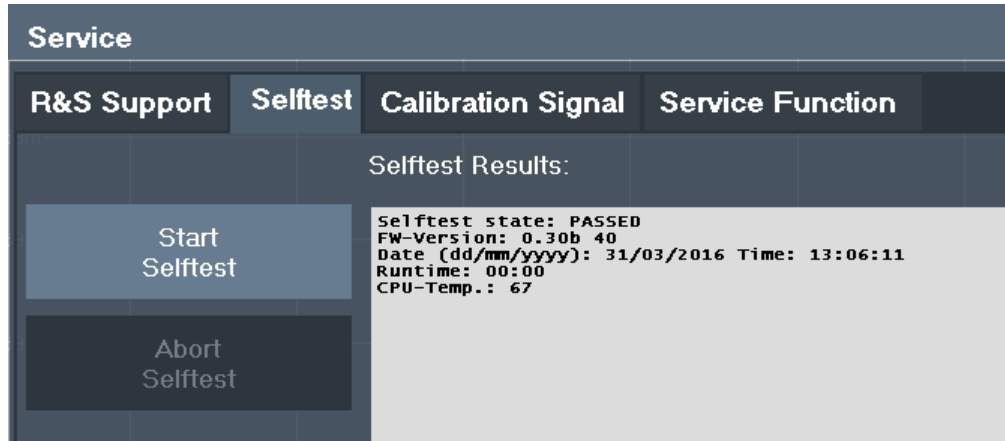 Service
R&S Support
Selftest
Calibration Signal
Service Function
Selftest Results:
Start
Selftest
Selftest state: PASSED
FW-Version: 0.30b 40
Date (dd/mm/yyyy): 31/03/2016 Time: 13:06:11
Runtime: 00:00
CPU-Temp.: 67
Abort
Selftest